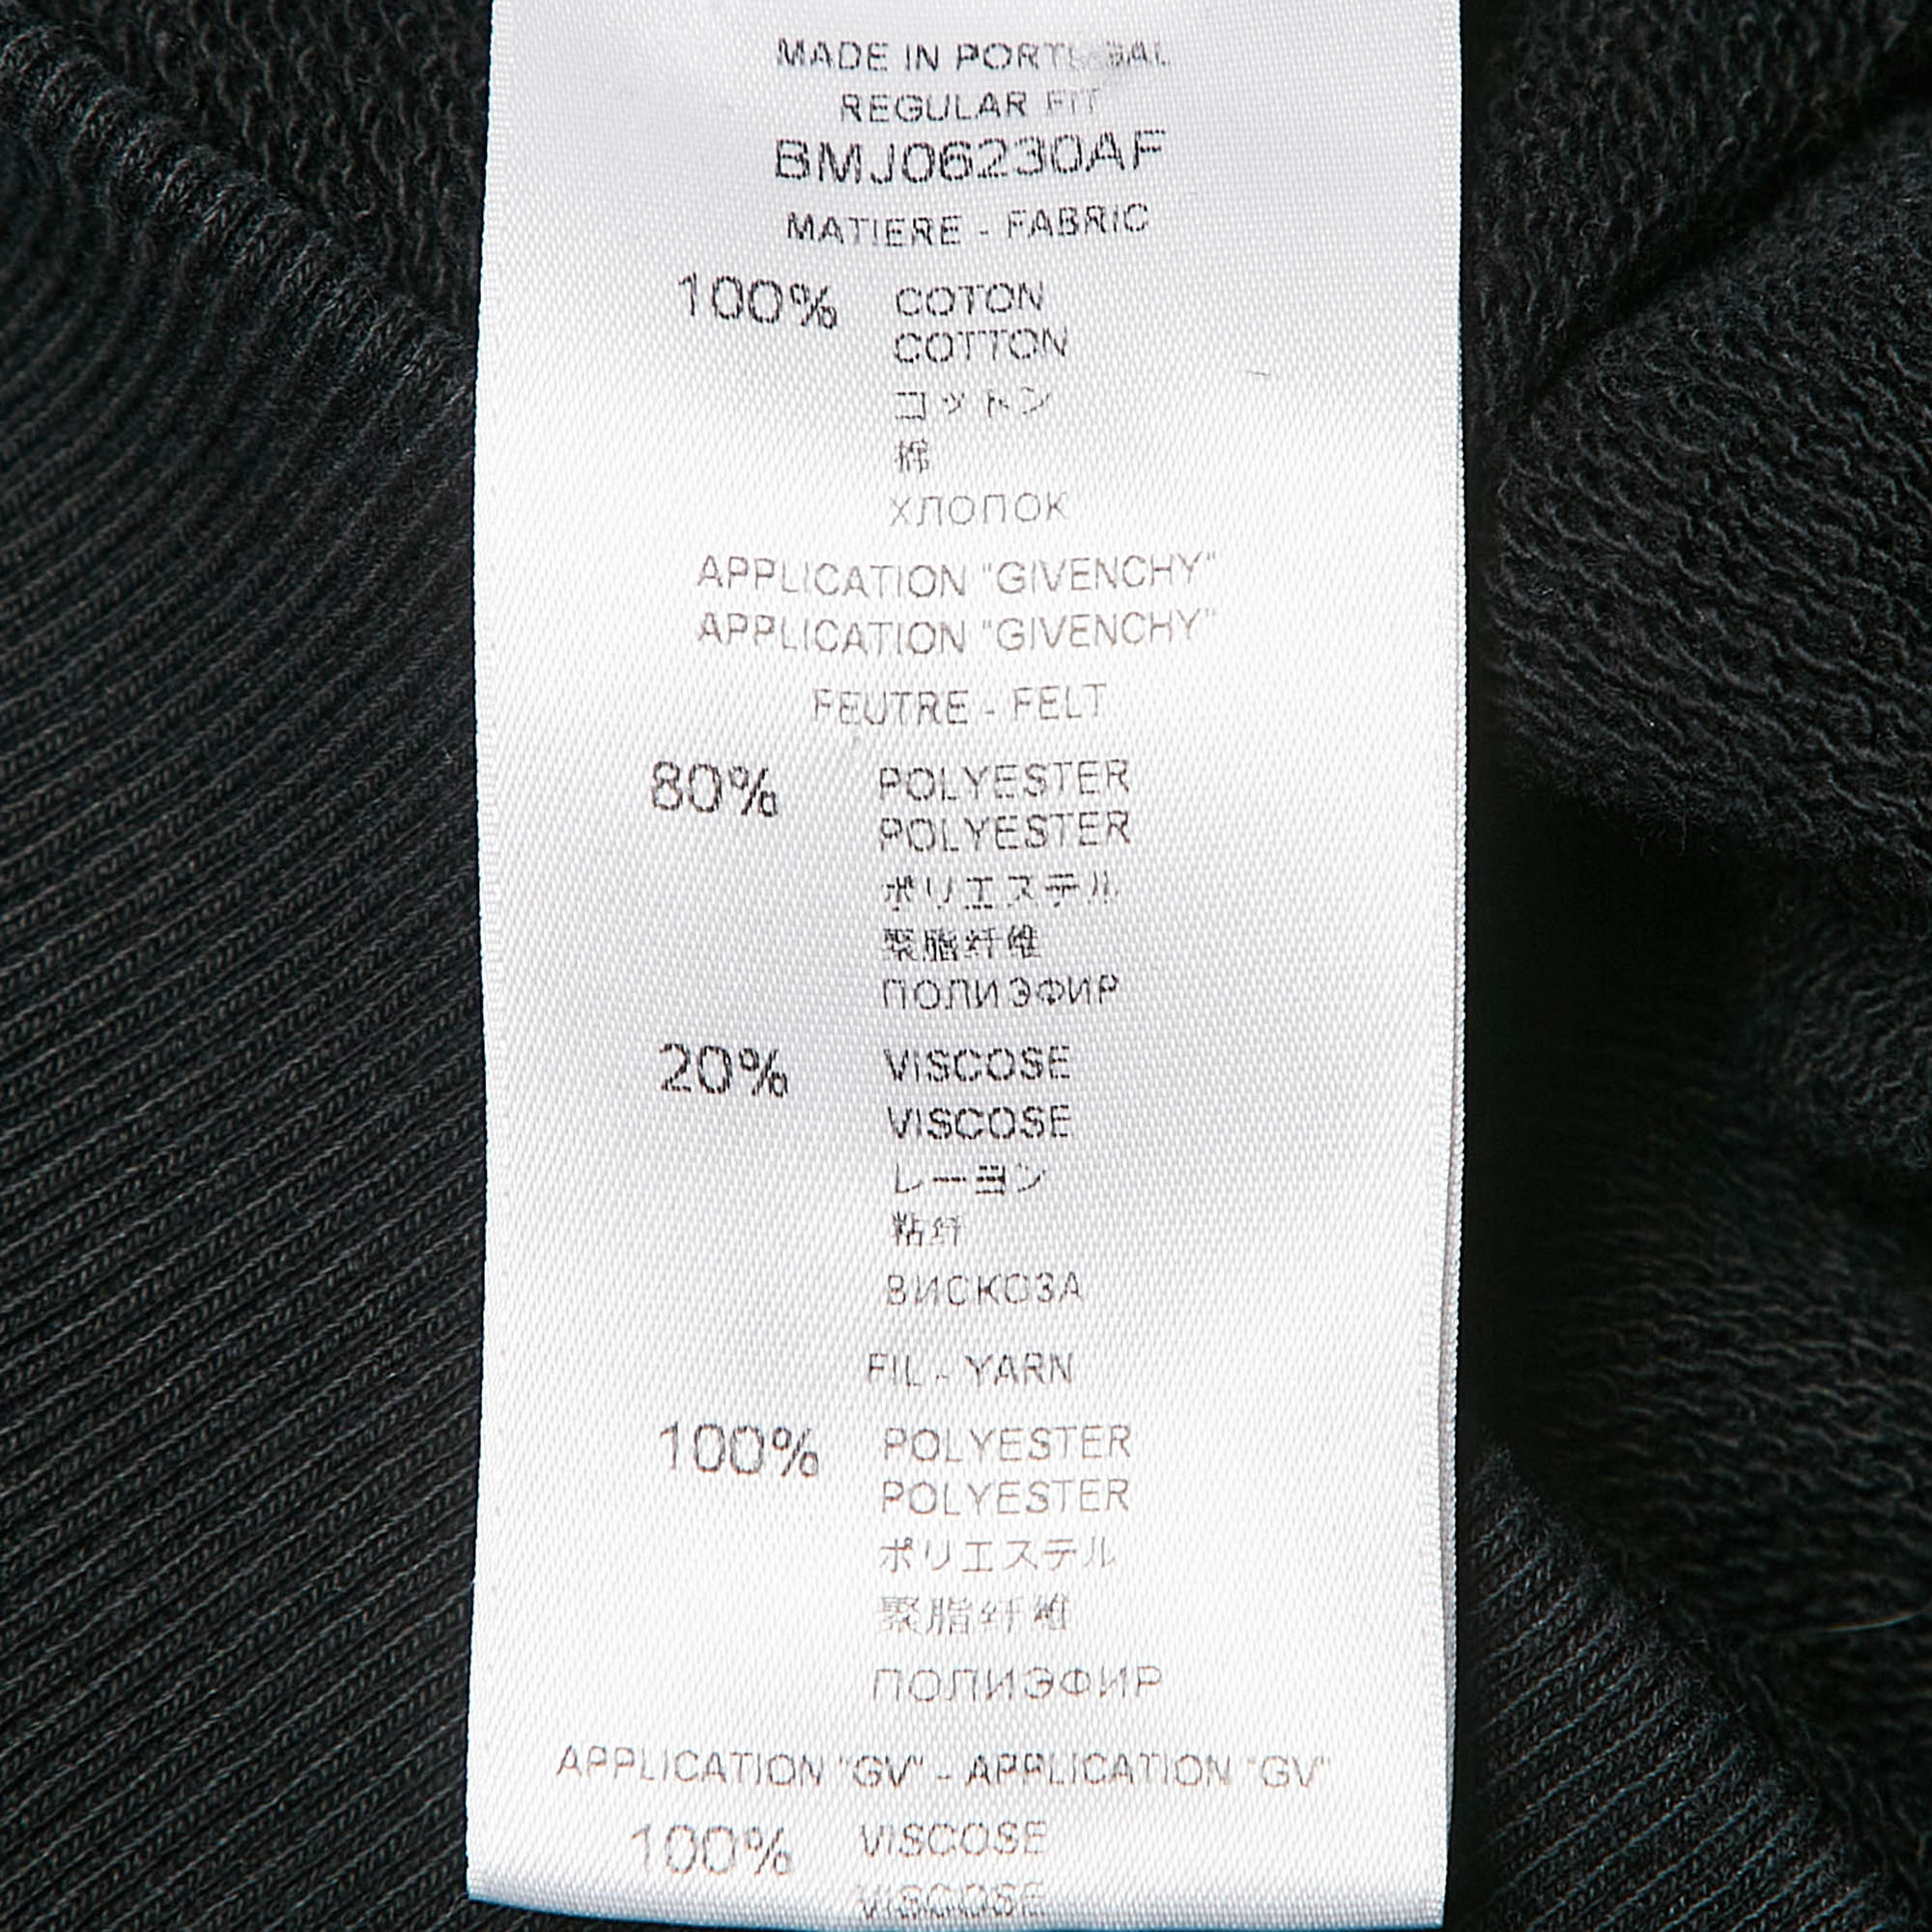 MADE IN PORTUGAL
REGULAR FIT
BMJ06230AF
MATIERE - FABRIC
100% COTON
COTTON
コットン
棉
ХЛОПОК
APPLICATION "GIVENCHY"
APPLICATION "GIVENCHY"
FEUTRE - FELT
80% POLYESTER
POLYESTER
ポリエステル
聚脂纤维
ПОЛИЭФИР
20% VISCOSE
VISCOSE
レーヨン
粘纤
ВИСКОЗА
FIL - YARN
100% POLYESTER
POLYESTER
ポリエステル
聚脂纤维
ПОЛИЭФИР
APPLICATION "GV" - APPLICATION "GV"
100% VISCOSE
VISCOSE